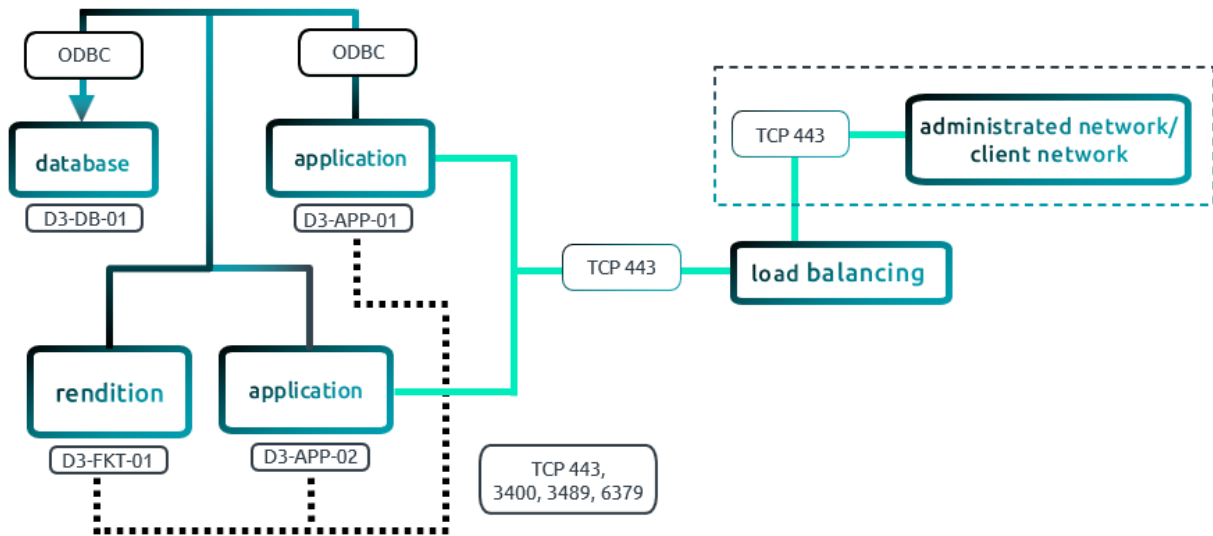 ODBC
ODBC
database
D3-DB-01
application
D3-APP-01
TCP 443
administrated network/
client network
TCP 443
load balancing
rendition
D3-FKT-01
application
D3-APP-02
TCP 443,
3400, 3489, 6379